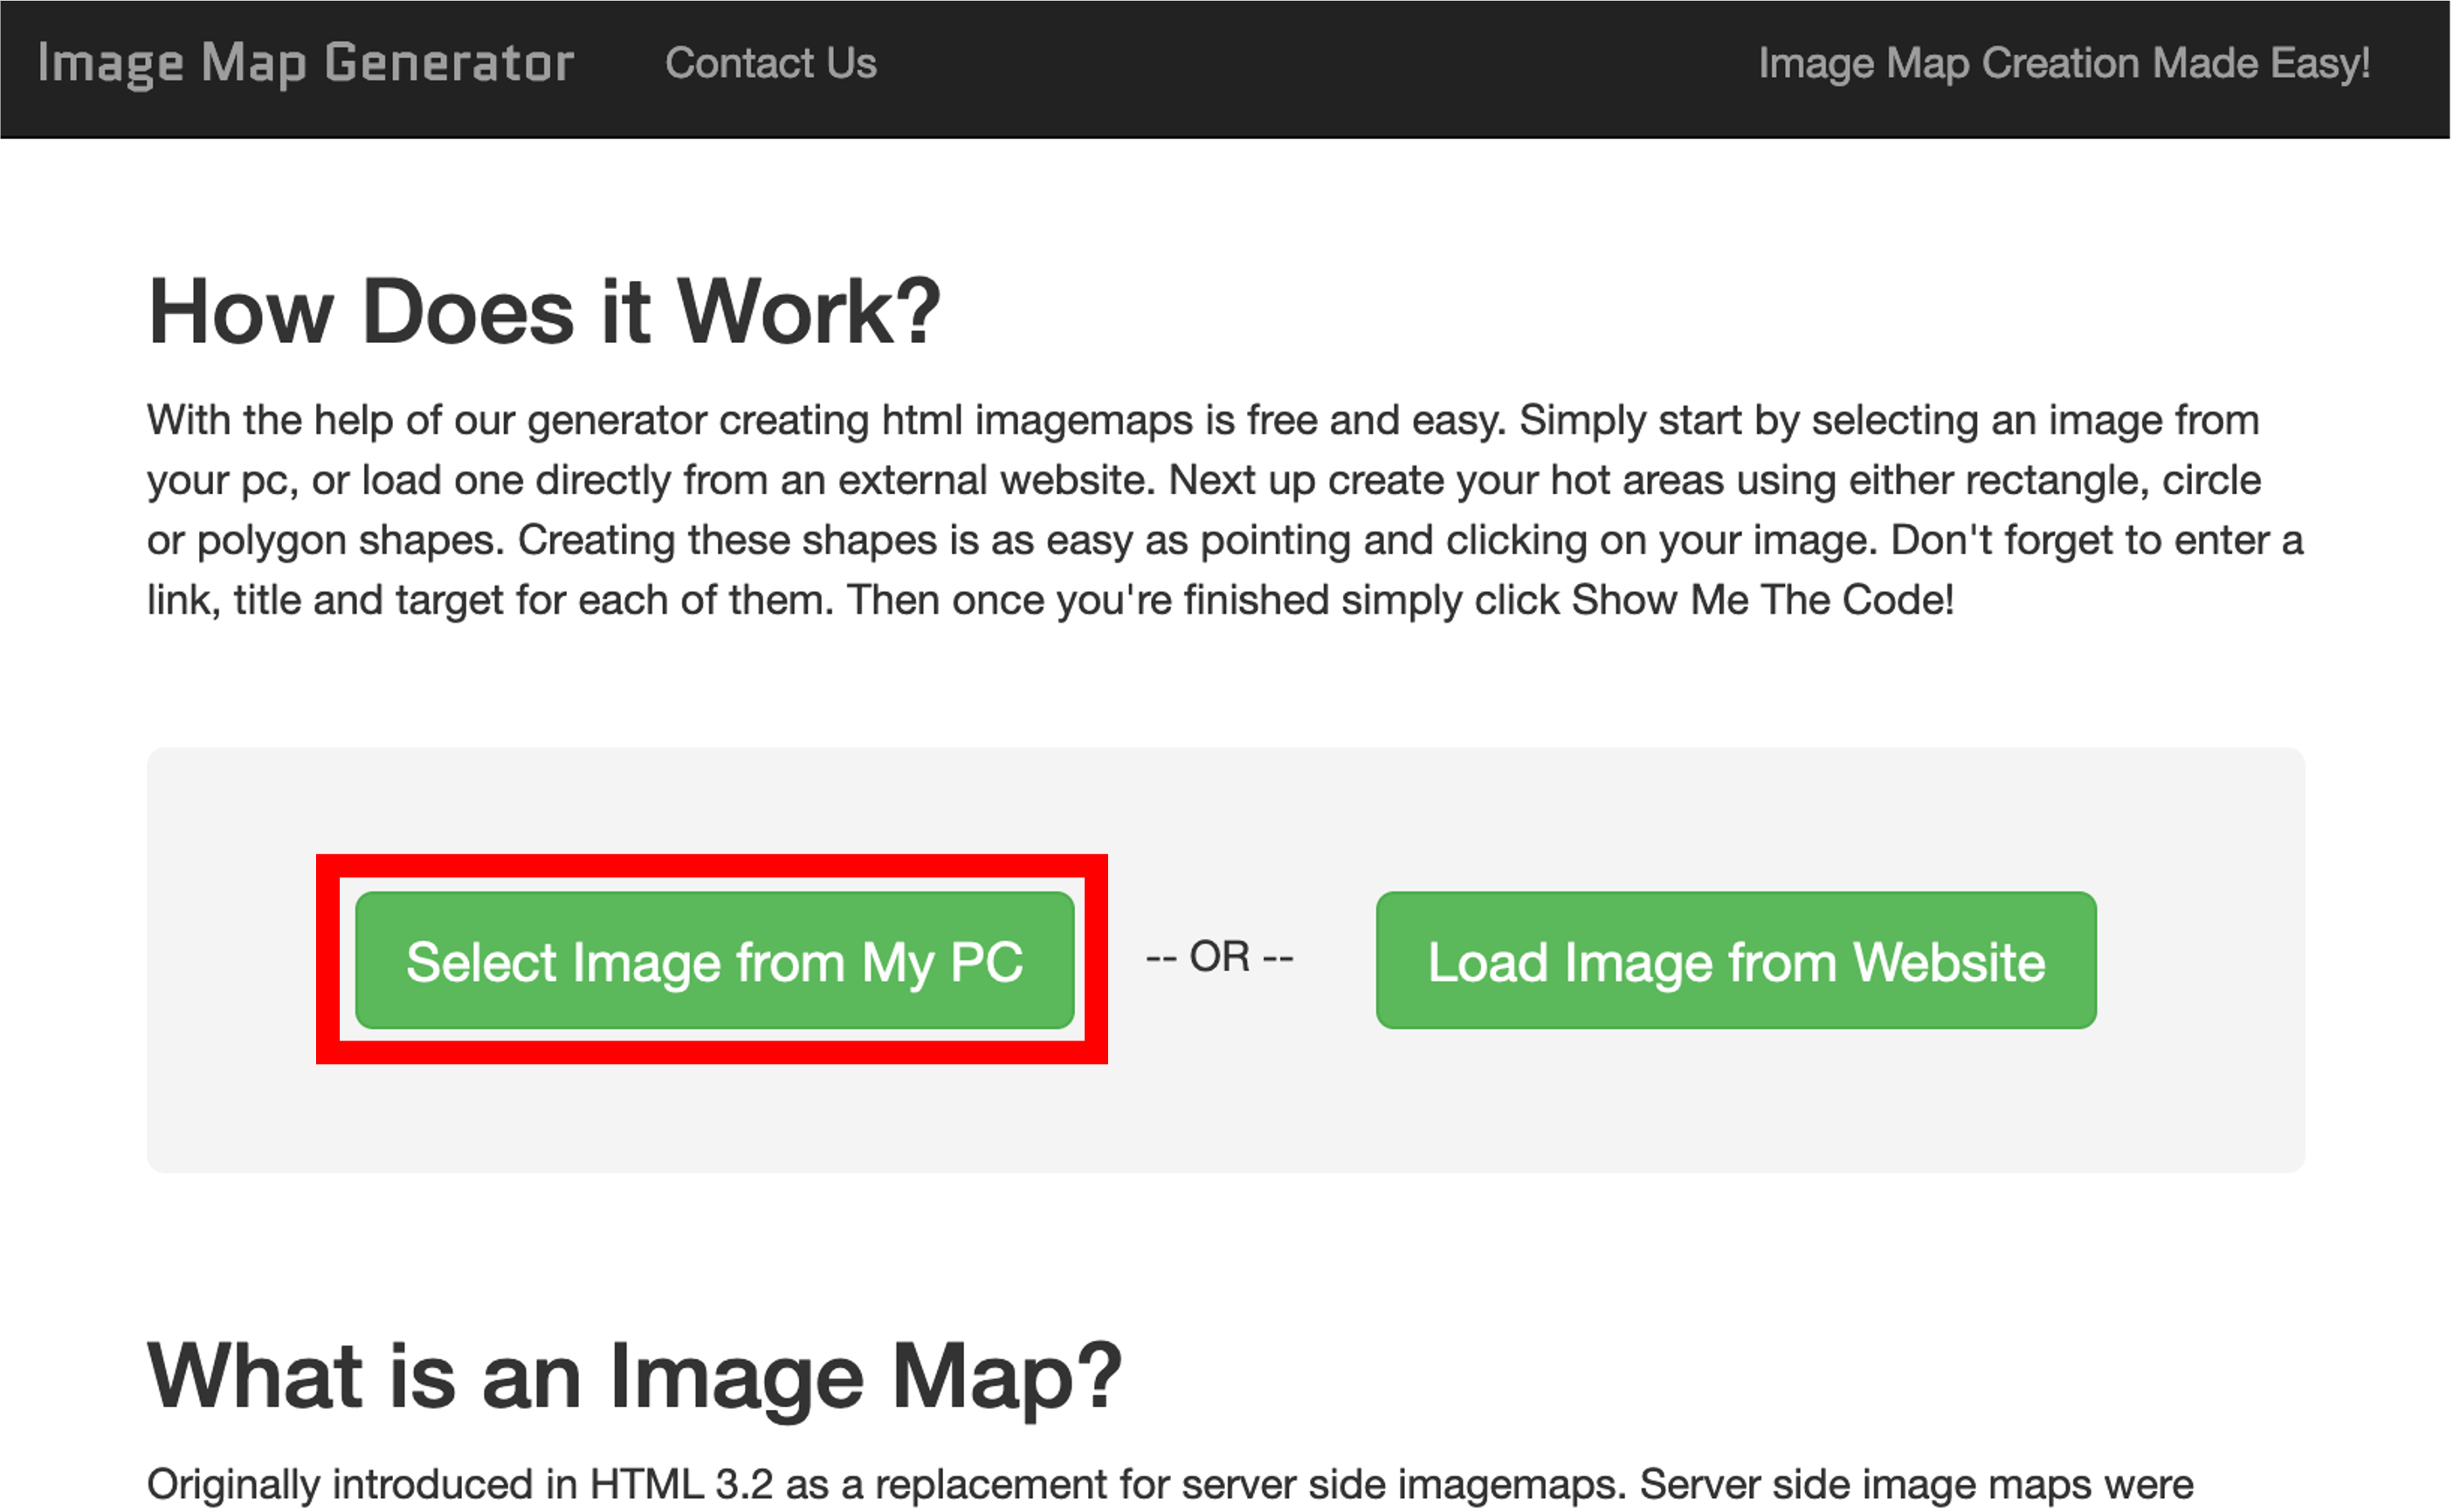 Image Map Generator
Contact Us
Image Map Creation Made Easy!
How Does it Work?
With the help of our generator creating html imagemaps is free and easy. Simply start by selecting an image from
your pc, or load one directly from an external website. Next up create your hot areas using either rectangle, circle
or polygon shapes. Creating these shapes is as easy as pointing and clicking on your image. Don't forget to enter a
link, title and target for each of them. Then once you're finished simply click Show Me The Code!
Select Image from My PC
-- OR --
Load Image from Website
What is an Image Map?
Originally introduced in HTML 3.2 as a replacement for server side imagemaps. Server side image maps were